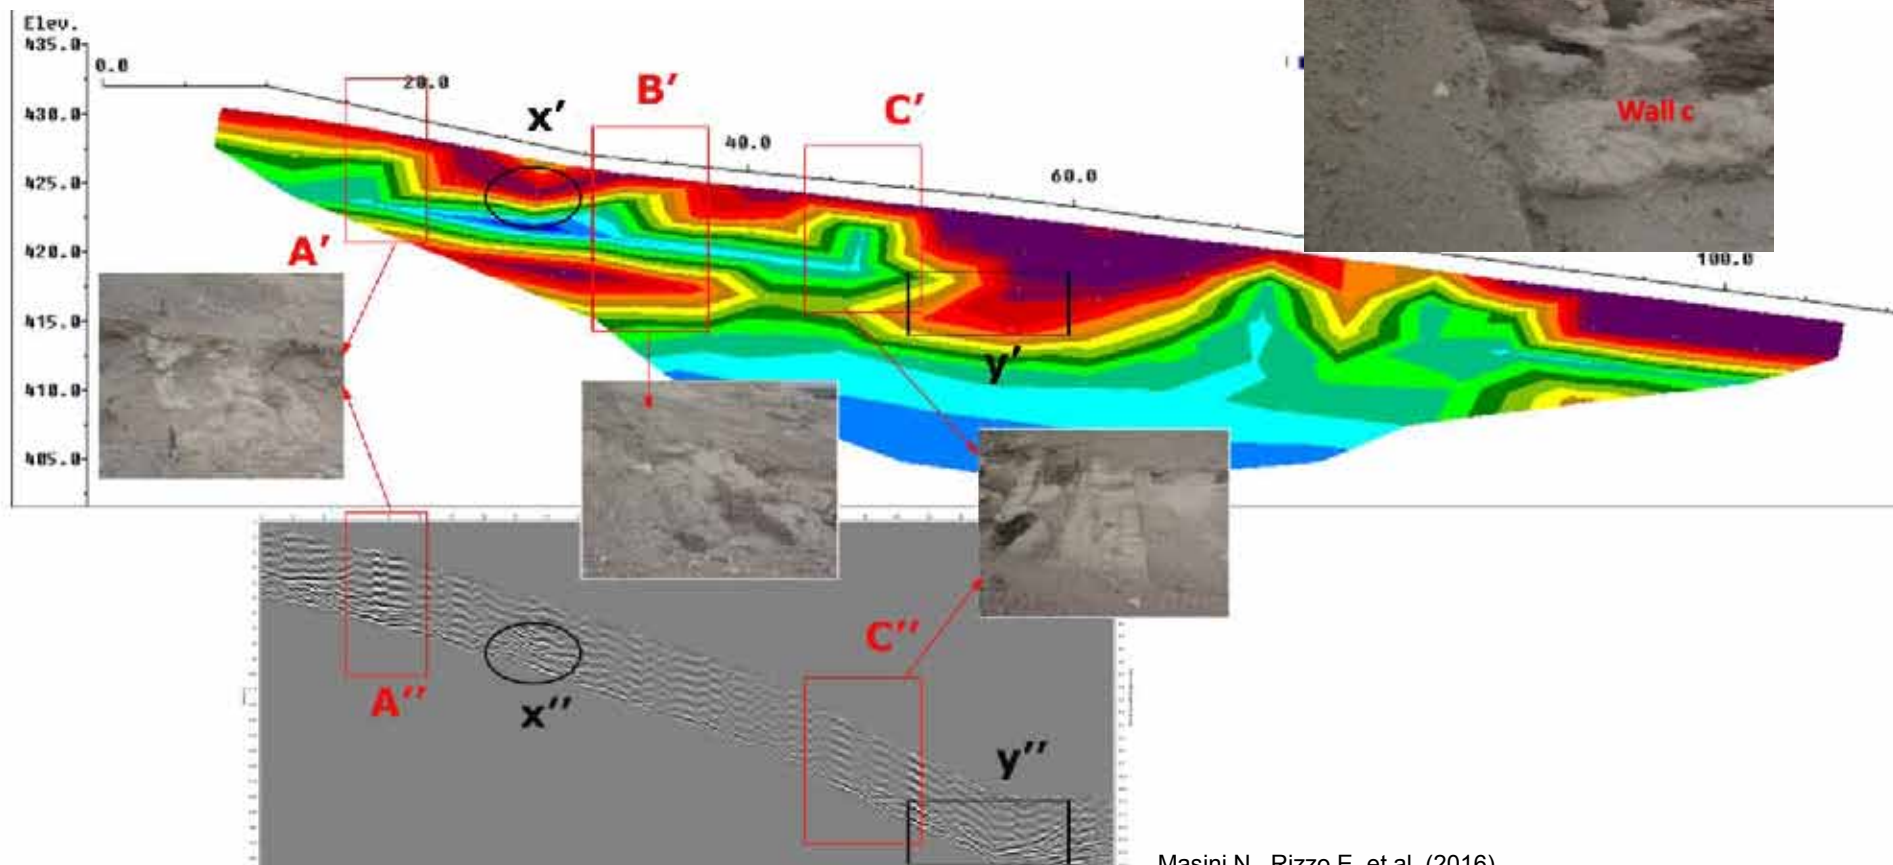 Elev.
435.0
0.0
20.0
B′
C′
x′
430.0
40.0
Wall c
425.0
60.0
A′
420.0
100.0
415.0
y′
410.0
405.0
C′′
A′′
x′′
y′′
Masini N., Rizzo E. et al. (2016)